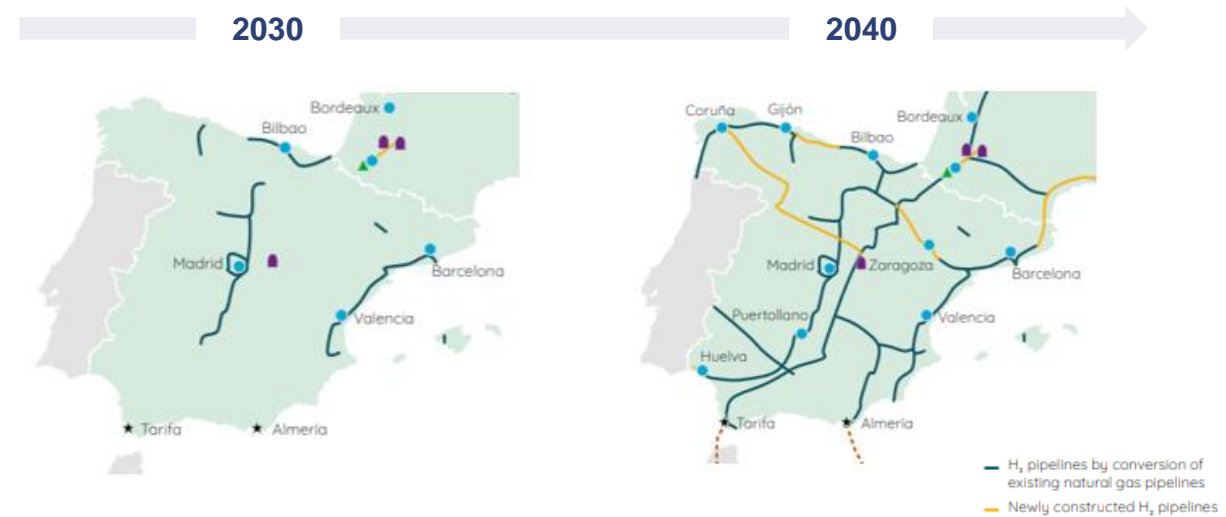 2030
2040
Bordeaux
Bilbao
Madrid
Barcelona
Valencia
Tarifa
Almería
Coruña
Gijón
Bordeaux
Bilbao
Madrid
Zaragoza
Barcelona
Puertollano
Valencia
Huelva
Tarifa
Almería
H₂ pipelines by conversion of
existing natural gas pipelines
Newly constructed H₂ pipelines